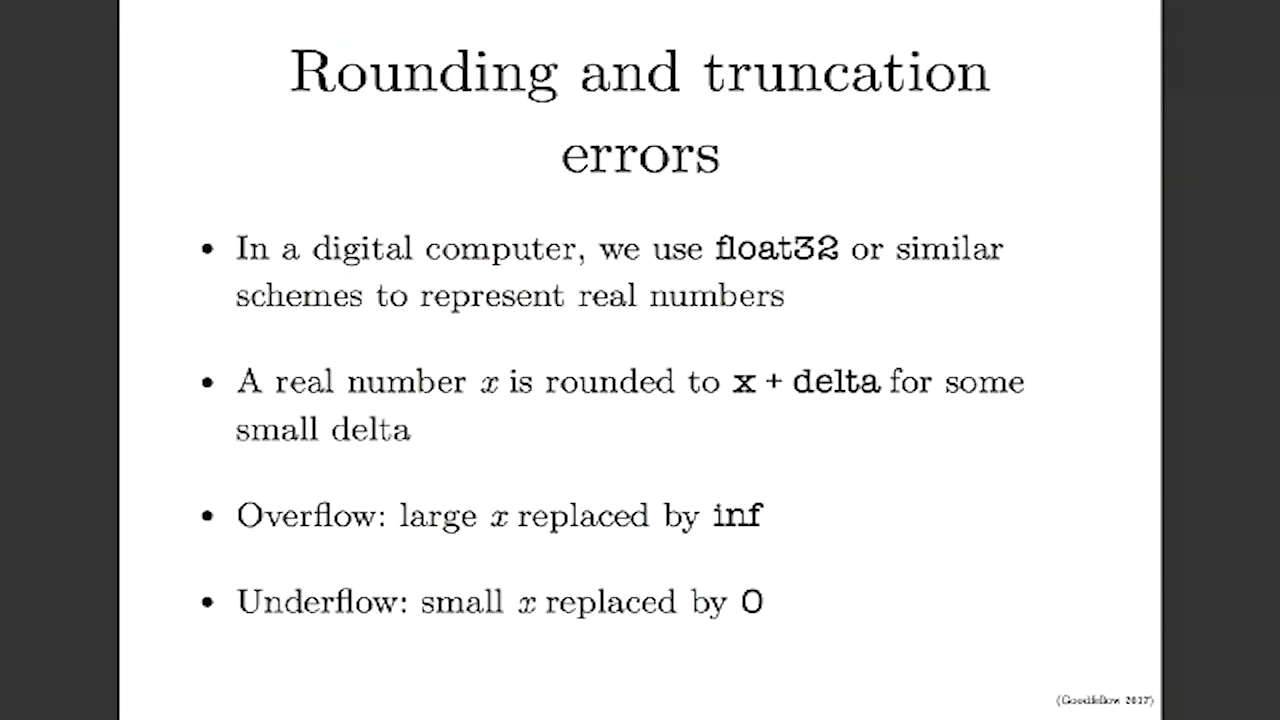 Rounding and truncation
errors
• In a digital computer, we use float32 or similar
schemes to represent real numbers
• A real number x is rounded to x + delta for some
small delta
• Overflow: large x replaced by inf
• Underflow: small x replaced by 0
(Goodfellow 2017)